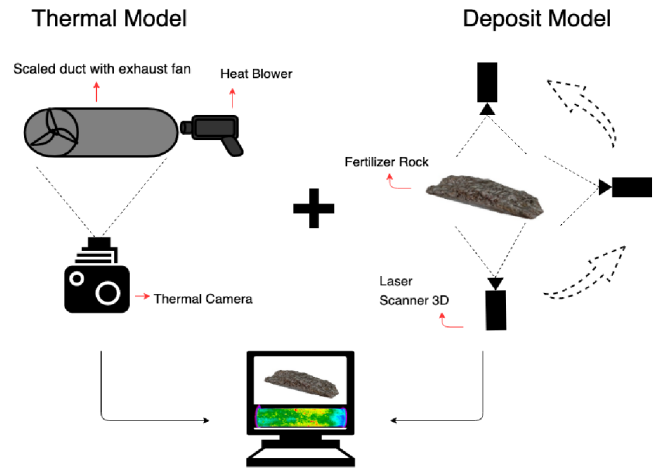 Thermal Model
Deposit Model
Scaled duct with exhaust fan
Heat Blower
Fertilizer Rock
Thermal Camera
Laser
Scanner 3D